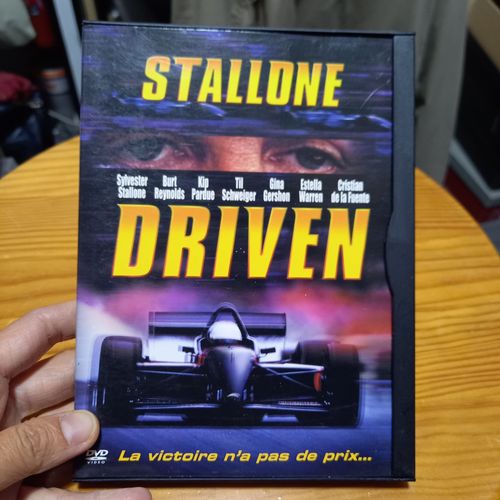 STALLONE
Sylvester Stallone Burt Reynolds Kip Pardue Til Schweiger Gina Gershon Estella Warren Cristian de la Fuente
DRIVEN
La victoire n'a pas de prix...
DVD
VIDEO